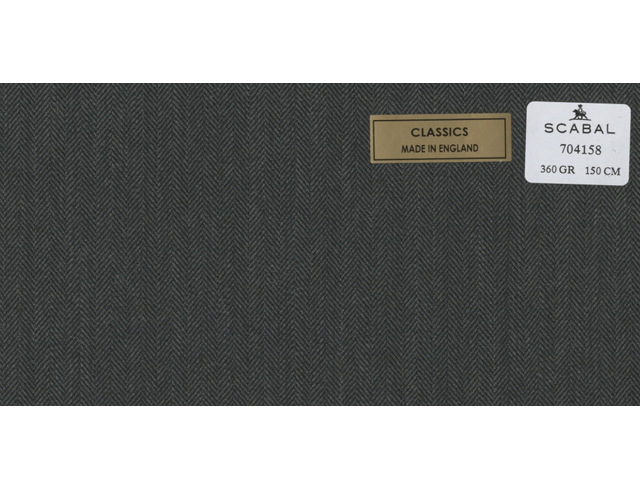 CLASSICS
MADE IN ENGLAND
SCABAL
704158
360 GR 150 CM